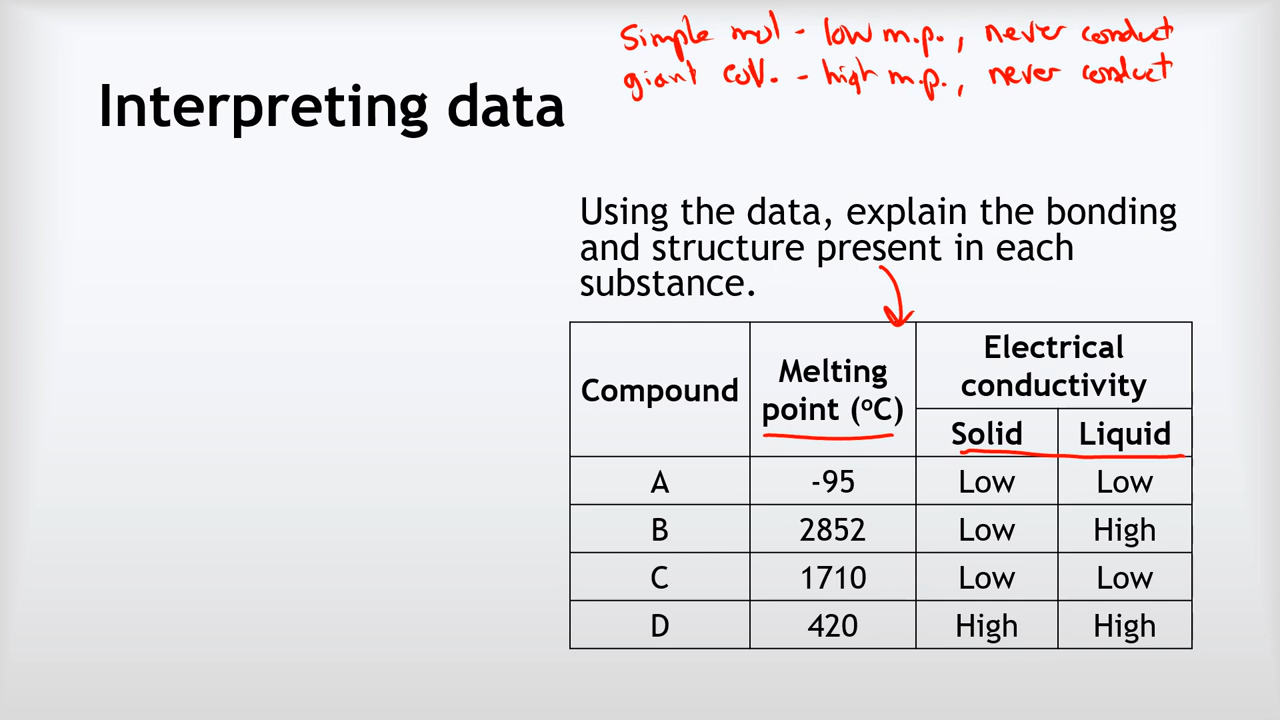 Simple mol - low m.p., never conduct
giant cov. - high m.p., never conduct
Interpreting data
Using the data, explain the bonding
and structure present in each
substance.
Compound Melting point (ºC) Electrical conductivity
Solid Liquid
A -95 Low Low
B 2852 Low High
C 1710 Low Low
D 420 High High